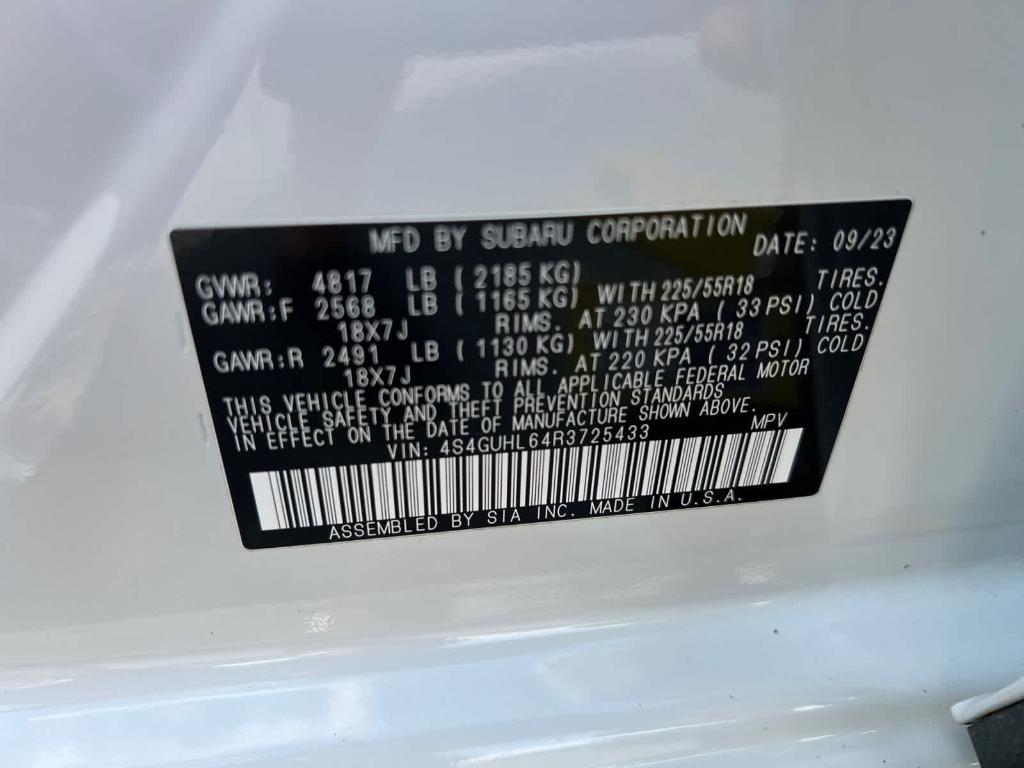 MFD BY SUBARU CORPORATION DATE: 09/23
GVWR: 4817 LB ( 2185 KG)
GAWR:F 2568 LB ( 1165 KG) WITH 225/55R18 TIRES.
18X7J RIMS. AT 230 KPA ( 33 PSI) COLD
GAWR:R 2491 LB ( 1130 KG) WITH 225/55R18 TIRES.
18X7J RIMS. AT 220 KPA ( 32 PSI) COLD
THIS VEHICLE CONFORMS TO ALL APPLICABLE FEDERAL MOTOR
VEHICLE SAFETY AND THEFT PREVENTION STANDARDS
IN EFFECT ON THE DATE OF MANUFACTURE SHOWN ABOVE.
VIN: 4S4GUHL64R3725433 MPV
ASSEMBLED BY SIA INC. MADE IN U.S.A.